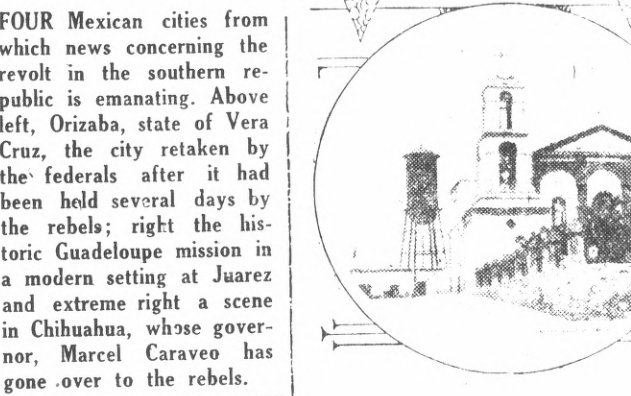 FOUR Mexican cities from
which news concerning the
revolt in the southern re-
public is emanating. Above
left, Orizaba, state of Vera
Cruz, the city retaken by
the federals after it had
been held several days by
the rebels; right the his-
toric Guadeloupe mission in
a modern setting at Juarez
and extreme right a scene
in Chihuahua, whose gover-
nor, Marcel Caraveo has
gone over to the rebels.